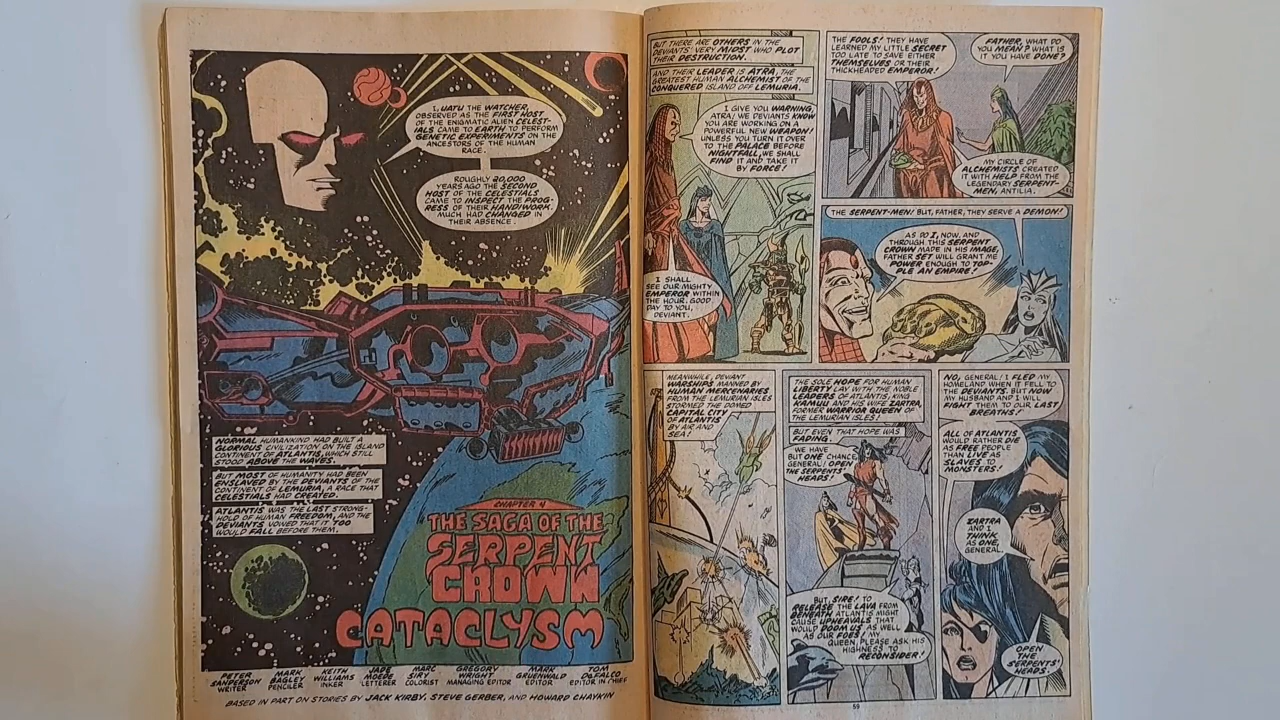 I, UATU THE WATCHER,
OBSERVED AS THE FIRST HOST
OF THE ENIGMATIC ALIEN CELEST-
IALS CAME TO EARTH TO PERFORM
GENETIC EXPERIMENTS ON THE
ANCESTORS OF THE HUMAN
RACE.
ROUGHLY 20,000
YEARS AGO THE SECOND
HOST OF THE CELESTIALS
CAME TO INSPECT THE PROG-
RESS OF THEIR HANDIWORK.
MUCH HAD CHANGED IN
THEIR ABSENCE.
NORMAL HUMANKIND HAD BUILT A
GLORIOUS CIVILIZATION ON THE ISLAND
CONTINENT OF ATLANTIS, WHICH STILL
STOOD ABOVE THE WAVES.
BUT MOST OF HUMANITY HAD BEEN
ENSLAVED BY THE DEVIANTS OF THE
CONTINENT OF LEMURIA, A RACE THAT
CELESTIALS HAD CREATED.
ATLANTIS WAS THE LAST STRONG-
HOLD OF HUMAN FREEDOM, AND THE
DEVIANTS VOWED THAT IT TOO
WOULD FALL BEFORE THEM.
CHAPTER 4
"THE SAGA OF THE
SERPENT
CROWN
CATACLYSM
PETER
SANDERSON
WRITER
MARK
BAGLEY
PENCILER
KEITH
WILLIAMS
INKER
JADE
MOEDE
LETTERER
MARC
SIRY
COLORIST
GREGORY
WRIGHT
MANAGING EDITOR
MARK
GRUENWALD
EDITOR
TOM
DeFALCO
EDITOR IN CHIEF
BASED IN PART ON STORIES BY JACK KIRBY, STEVE GERBER, AND HOWARD CHAYKIN
BUT THERE ARE OTHERS IN THE
DEVIANTS' VERY MIDST WHO PLOT
THEIR DESTRUCTION.
AND THEIR LEADER IS ATRA, THE
GREATEST HUMAN ALCHEMIST OF THE
CONQUERED ISLAND OFF LEMURIA.
I GIVE YOU WARNING,
ATRA! WE DEVIANTS KNOW
YOU ARE WORKING ON A
POWERFUL NEW WEAPON!
UNLESS YOU TURN IT OVER
TO THE PALACE BEFORE
NIGHTFALL, WE SHALL
FIND IT AND TAKE IT
BY FORCE!
I SHALL
SEE OUR MIGHTY
EMPEROR WITHIN
THE HOUR. GOOD
DAY TO YOU,
DEVIANT.
THE FOOLS! THEY HAVE
LEARNED MY LITTLE SECRET
TOO LATE TO SAVE EITHER
THEMSELVES OR THEIR
THICKHEADED EMPEROR!
FATHER, WHAT DO
YOU MEAN? WHAT IS
IT YOU HAVE DONE?
MY CIRCLE OF
ALCHEMISTS CREATED
IT WITH HELP FROM THE
LEGENDARY SERPENT-
MEN, ANTILIA.
THE SERPENT-MEN! BUT, FATHER, THEY SERVE A DEMON!
AS DO I, NOW. AND
THROUGH THIS SERPENT
CROWN MADE IN HIS IMAGE,
FATHER SET WILL GRANT ME
POWER ENOUGH TO TOP-
PLE AN EMPIRE!
MEANWHILE, DEVIANT
WARSHIPS MANNED BY
HUMAN MERCENARIES
FROM THE LEMURIAN ISLES
STORMED THE DOMED
CAPITAL CITY
OF ATLANTIS
BY AIR AND
SEA!
THE SOLE HOPE FOR HUMAN
LIBERTY LAY WITH THE NOBLE
LEADERS OF ATLANTIS, KING
KAMUU AND HIS WIFE ZARTRA,
FORMER WARRIOR QUEEN OF
THE LEMURIAN ISLES!
BUT EVEN THAT HOPE WAS
FADING.
WE HAVE
BUT ONE CHANCE,
GENERAL! OPEN
THE SERPENTS'
HEADS!
BUT, SIRE! TO
RELEASE THE LAVA FROM
BENEATH ATLANTIS MIGHT
CAUSE UPHEAVALS THAT
WOULD DOOM US AS WELL
AS OUR FOES! MY
QUEEN, PLEASE ASK HIS
HIGHNESS TO
RECONSIDER!
NO, GENERAL! I FLED MY
HOMELAND WHEN IT FELL TO
THE DEVIANTS. BUT NOW
MY HUSBAND AND I WILL
FIGHT THEM TO OUR LAST
BREATHS!
ALL OF ATLANTIS
WOULD RATHER DIE
AS FREE PEOPLE
THAN LIVE AS
SLAVES TO
MONSTERS!
ZARTRA
AND I
THINK
AS ONE,
GENERAL.
OPEN
THE
SERPENTS'
HEADS!
59